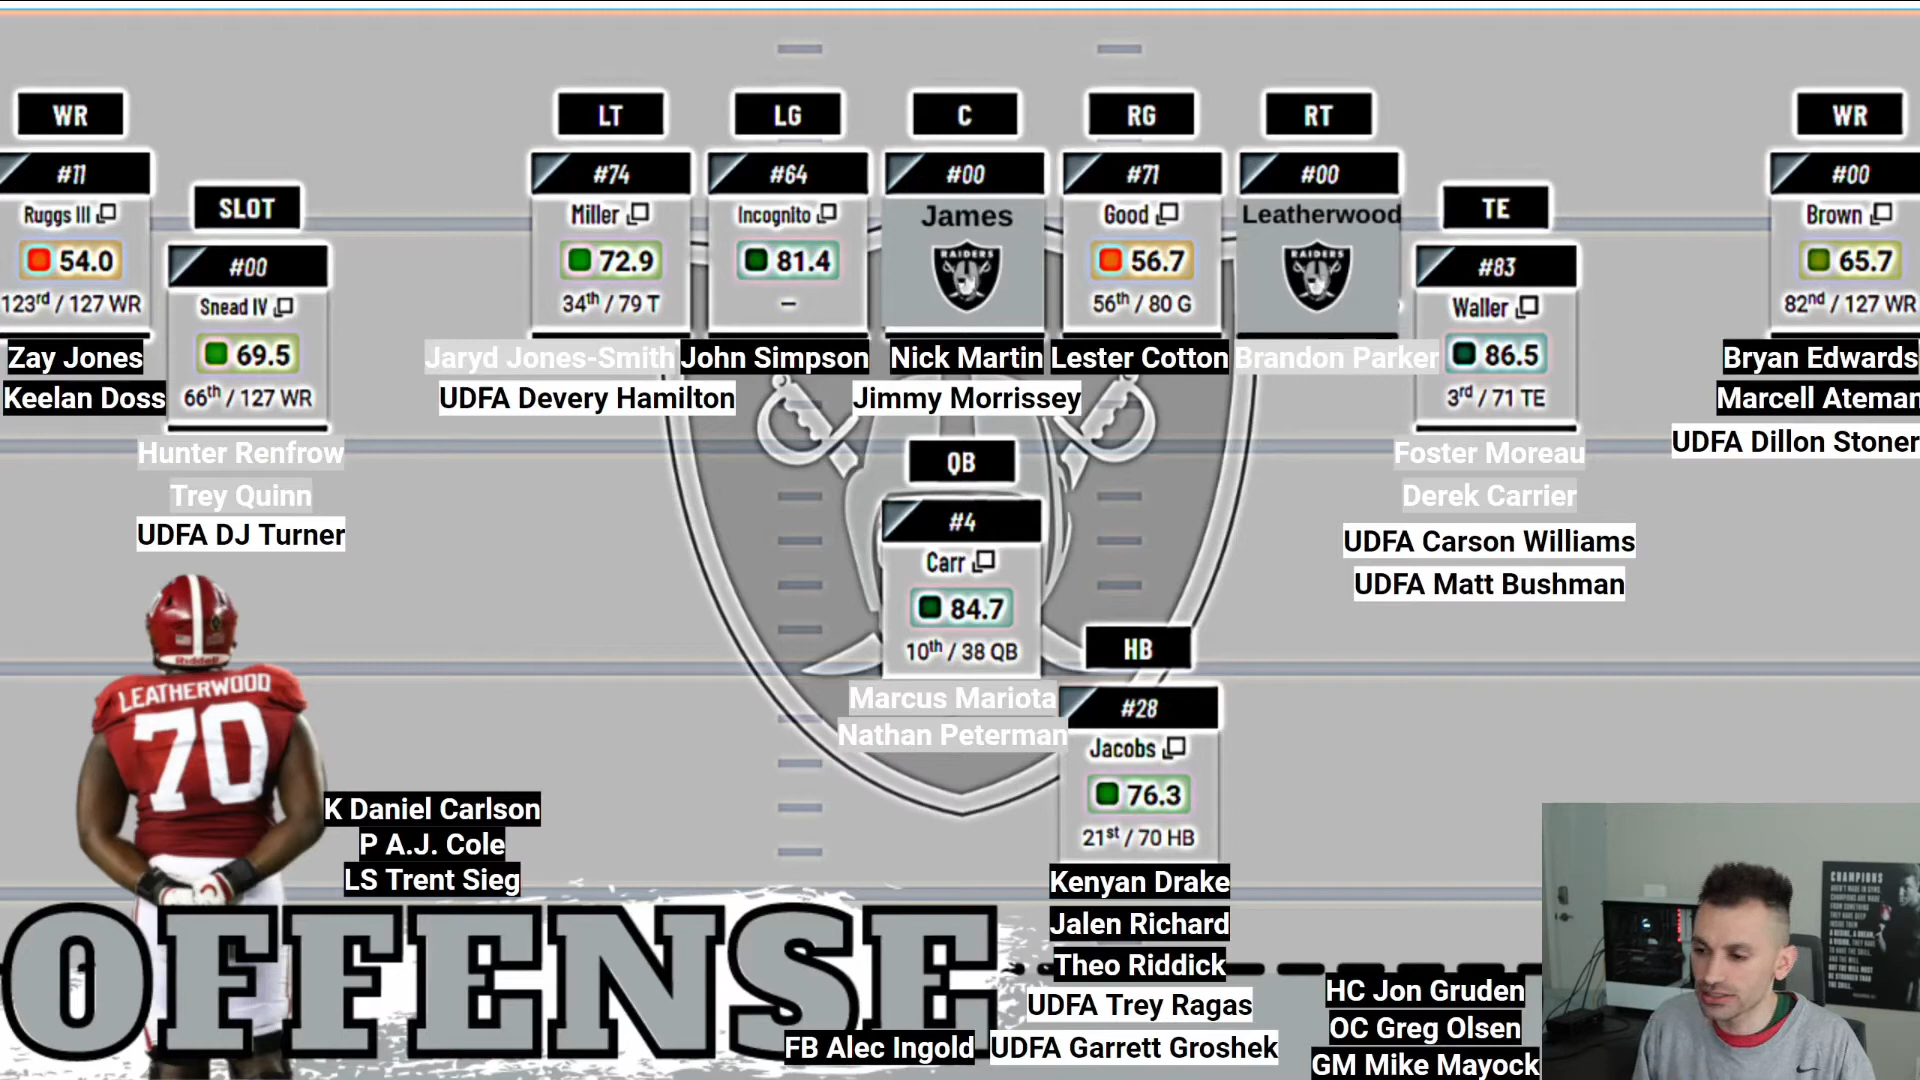 WR
#11
Ruggs III
54.0
123rd / 127 WR
Zay Jones
Keelan Doss
SLOT
#00
Snead IV
69.5
66th / 127 WR
Hunter Renfrow
Trey Quinn
UDFA DJ Turner
LT
#74
Miller
72.9
34th / 79 T
Jaryd Jones-Smith
UDFA Devery Hamilton
LG
#64
Incognito
81.4
–
John Simpson
C
#00
James
RAIDERS
Nick Martin
Jimmy Morrissey
RG
#71
Good
56.7
56th / 80 G
Lester Cotton
RT
#00
Leatherwood
RAIDERS
Brandon Parker
TE
#83
Waller
86.5
3rd / 71 TE
Foster Moreau
Derek Carrier
UDFA Carson Williams
UDFA Matt Bushman
WR
#00
Brown
65.7
82nd / 127 WR
Bryan Edwards
Marcell Ateman
UDFA Dillon Stoner
QB
#4
Carr
84.7
10th / 38 QB
Marcus Mariota
Nathan Peterman
HB
#28
Jacobs
76.3
21st / 70 HB
Kenyan Drake
Jalen Richard
Theo Riddick
UDFA Trey Ragas
UDFA Garrett Groshek
FB Alec Ingold
Riddell
LEATHERWOOD
70
K Daniel Carlson
P A.J. Cole
LS Trent Sieg
OFFENSE
HC Jon Gruden
OC Greg Olsen
GM Mike Mayock
CHAMPIONS